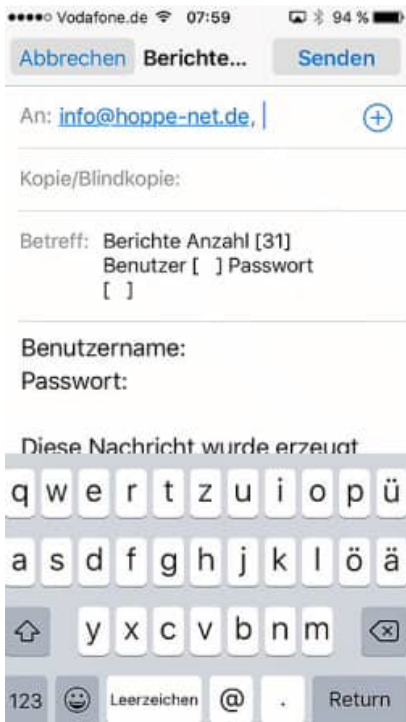 Vodafone.de 07:59 94 %
Abbrechen Berichte... Senden
An: info@hoppe-net.de,
Kopie/Blindkopie:
Betreff: Berichte Anzahl [31]
Benutzer [ ] Passwort
[ ]
Benutzername:
Passwort:
Diese Nachricht wurde erzeugt
q w e r t z u i o p ü
a s d f g h j k l ö ä
y x c v b n m
123 Leerzeichen @ . Return